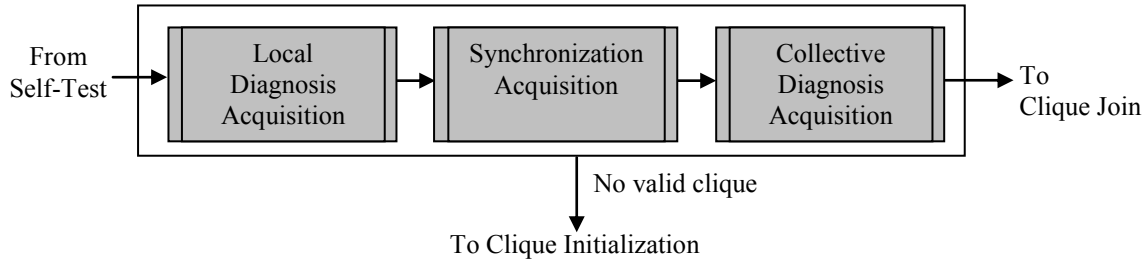 From
Self-Test
Local
Diagnosis
Acquisition
Synchronization
Acquisition
Collective
Diagnosis
Acquisition
To
Clique Join
No valid clique
To Clique Initialization